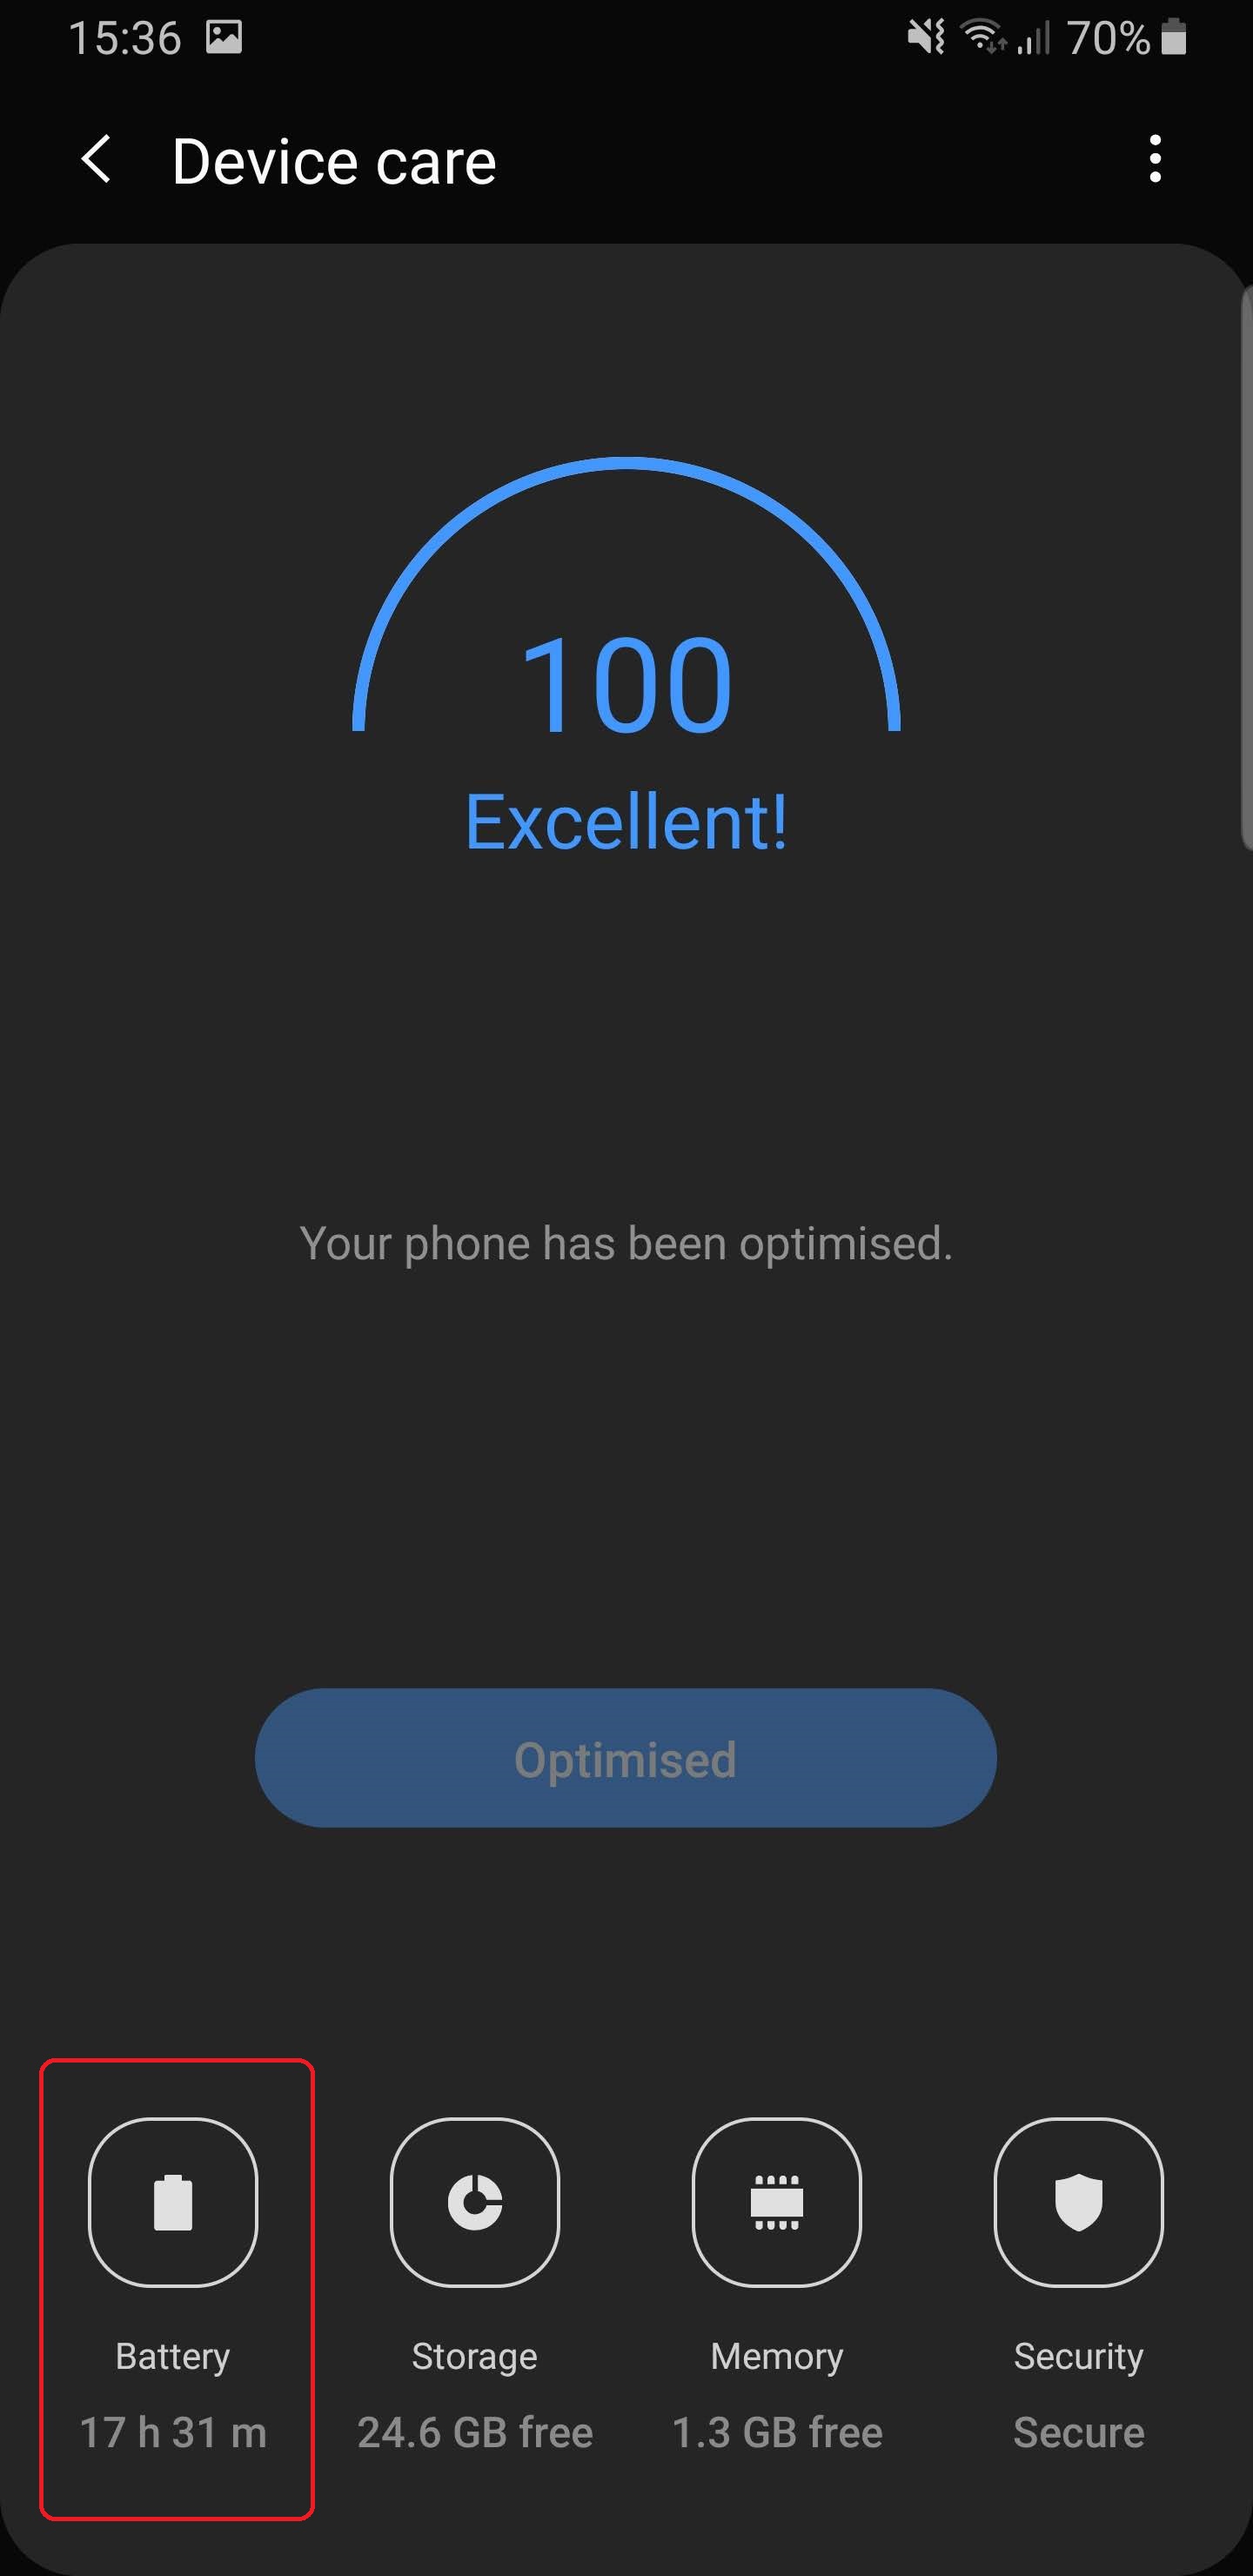 15:36 70%
Device care
100
Excellent!
Your phone has been optimised.
Optimised
Battery Storage Memory Security
17 h 31 m 24.6 GB free 1.3 GB free Secure